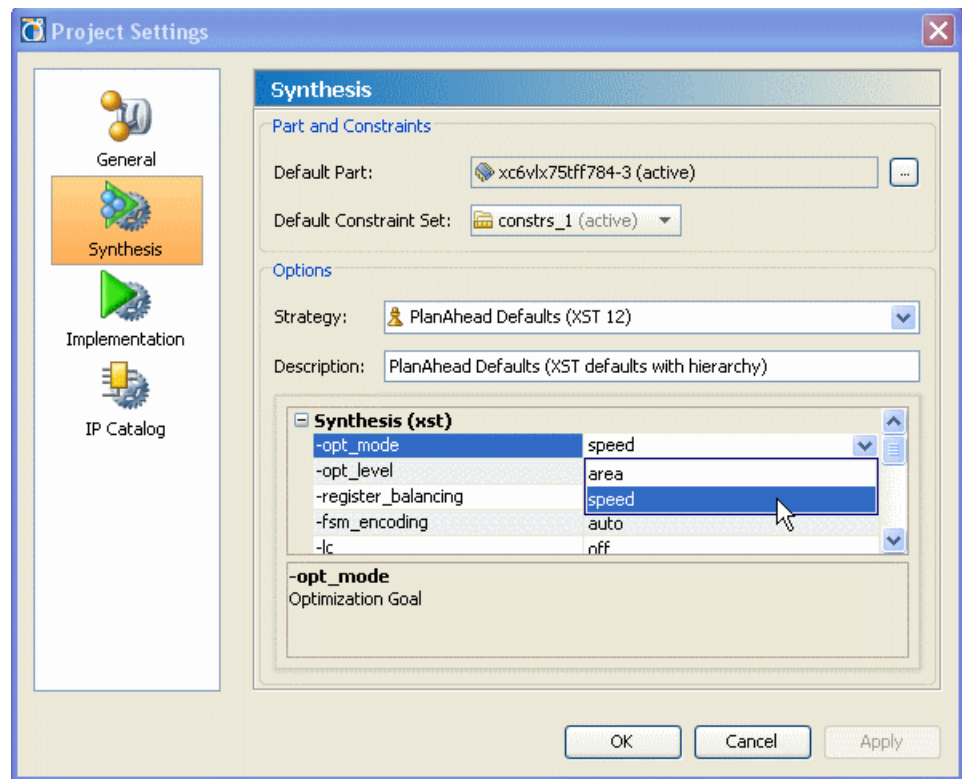 Project Settings
General
Synthesis
Implementation
IP Catalog
Synthesis
Part and Constraints
Default Part: xc6vlx75tff784-3 (active) ...
Default Constraint Set: constrs_1 (active)
Options
Strategy: PlanAhead Defaults (XST 12)
Description: PlanAhead Defaults (XST defaults with hierarchy)
Synthesis (xst)
-opt_mode speed
-opt_level area
-register_balancing speed
-fsm_encoding auto
-lc off
-opt_mode
Optimization Goal
OK Cancel Apply